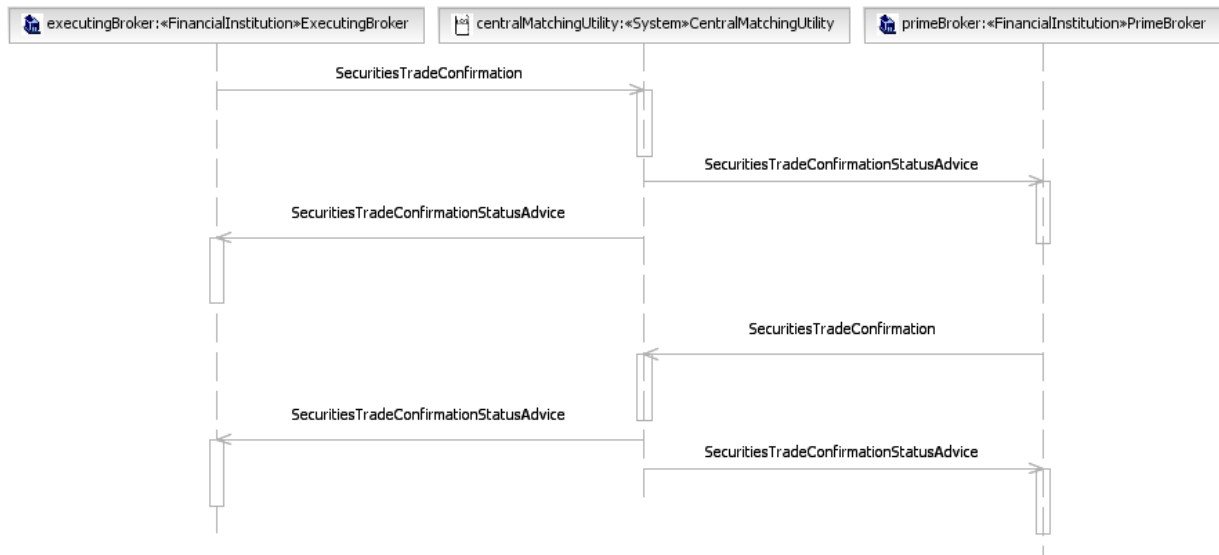 executingBroker:«FinancialInstitution»ExecutingBroker
centralMatchingUtility:«System»CentralMatchingUtility
primeBroker:«FinancialInstitution»PrimeBroker
SecuritiesTradeConfirmation
SecuritiesTradeConfirmationStatusAdvice
SecuritiesTradeConfirmationStatusAdvice
SecuritiesTradeConfirmation
SecuritiesTradeConfirmationStatusAdvice
SecuritiesTradeConfirmationStatusAdvice